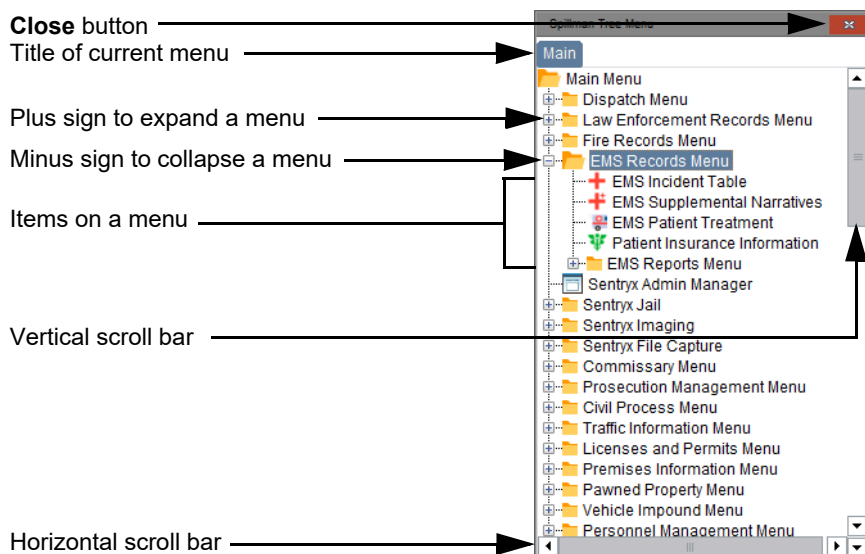 Close button
Title of current menu
Plus sign to expand a menu
Minus sign to collapse a menu
Items on a menu
Vertical scroll bar
Horizontal scroll bar
Spillman Tree Menu
Main
Main Menu
Dispatch Menu
Law Enforcement Records Menu
Fire Records Menu
EMS Records Menu
EMS Incident Table
EMS Supplemental Narratives
EMS Patient Treatment
Patient Insurance Information
EMS Reports Menu
Sentryx Admin Manager
Sentryx Jail
Sentryx Imaging
Sentryx File Capture
Commissary Menu
Prosecution Management Menu
Civil Process Menu
Traffic Information Menu
Licenses and Permits Menu
Premises Information Menu
Pawned Property Menu
Vehicle Impound Menu
Personnel Management Menu